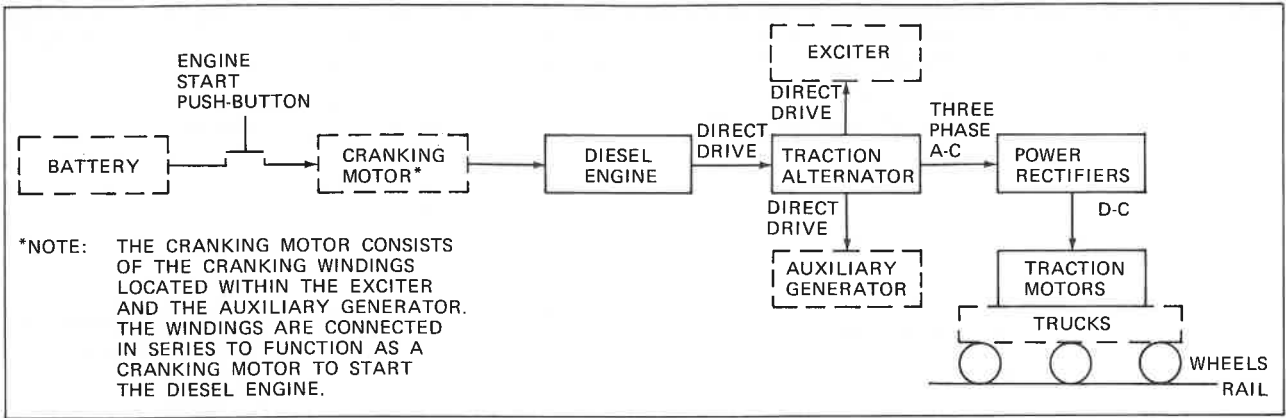 ENGINE
START
PUSH-BUTTON
BATTERY
CRANKING
MOTOR*
DIESEL
ENGINE
DIRECT
DRIVE
TRACTION
ALTERNATOR
DIRECT
DRIVE
EXCITER
DIRECT
DRIVE
AUXILIARY
GENERATOR
THREE
PHASE
A-C
POWER
RECTIFIERS
D-C
TRACTION
MOTORS
TRUCKS
WHEELS
RAIL
*NOTE: THE CRANKING MOTOR CONSISTS
OF THE CRANKING WINDINGS
LOCATED WITHIN THE EXCITER
AND THE AUXILIARY GENERATOR.
THE WINDINGS ARE CONNECTED
IN SERIES TO FUNCTION AS A
CRANKING MOTOR TO START
THE DIESEL ENGINE.